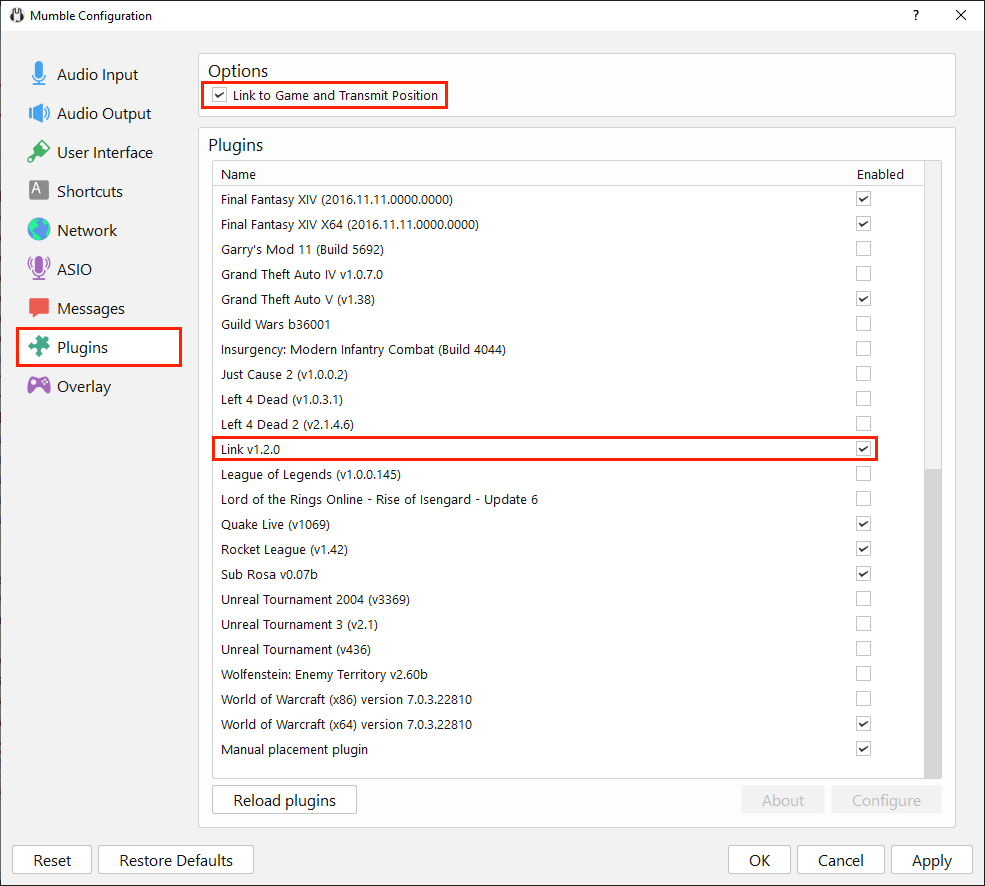 Mumble Configuration
?
Audio Input
Audio Output
User Interface
A
Shortcuts
Network
ASIO
Messages
Plugins
Overlay
Options
Link to Game and Transmit Position
Plugins
Name Enabled
Final Fantasy XIV (2016.11.11.0000.0000)
Final Fantasy XIV X64 (2016.11.11.0000.0000)
Garry's Mod 11 (Build 5692)
Grand Theft Auto IV v1.0.7.0
Grand Theft Auto V (v1.38)
Guild Wars b36001
Insurgency: Modern Infantry Combat (Build 4044)
Just Cause 2 (v1.0.0.2)
Left 4 Dead (v1.0.3.1)
Left 4 Dead 2 (v2.1.4.6)
Link v1.2.0
League of Legends (v1.0.0.145)
Lord of the Rings Online - Rise of Isengard - Update 6
Quake Live (v1069)
Rocket League (v1.42)
Sub Rosa v0.07b
Unreal Tournament 2004 (v3369)
Unreal Tournament 3 (v2.1)
Unreal Tournament (v436)
Wolfenstein: Enemy Territory v2.60b
World of Warcraft (x86) version 7.0.3.22810
World of Warcraft (x64) version 7.0.3.22810
Manual placement plugin
Reload plugins About Configure
Reset Restore Defaults OK Cancel Apply